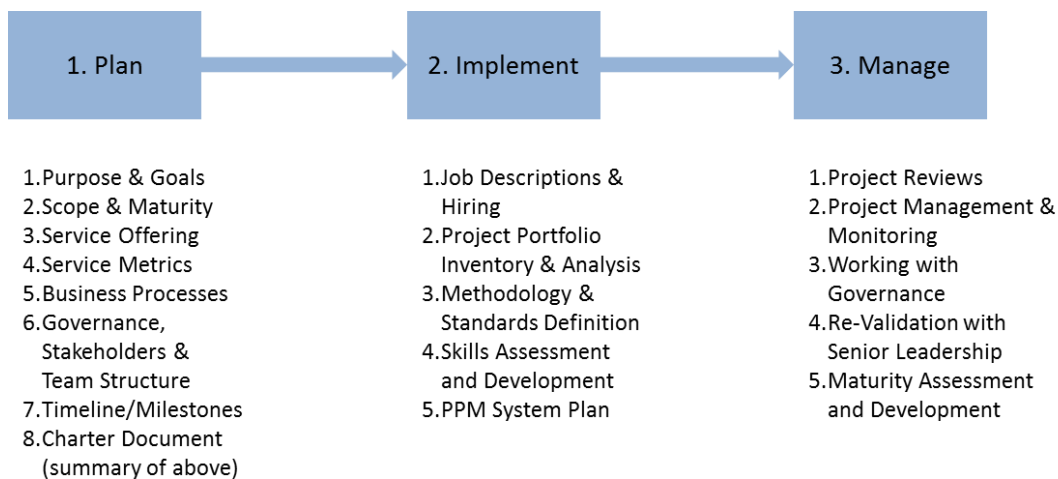 1. Plan
2. Implement
3. Manage
1.Purpose & Goals
2.Scope & Maturity
3.Service Offering
4.Service Metrics
5.Business Processes
6.Governance,
Stakeholders &
Team Structure
7.Timeline/Milestones
8.Charter Document
(summary of above)
1.Job Descriptions &
Hiring
2.Project Portfolio
Inventory & Analysis
3.Methodology &
Standards Definition
4.Skills Assessment
and Development
5.PPM System Plan
1.Project Reviews
2.Project Management &
Monitoring
3.Working with
Governance
4.Re-Validation with
Senior Leadership
5.Maturity Assessment
and Development